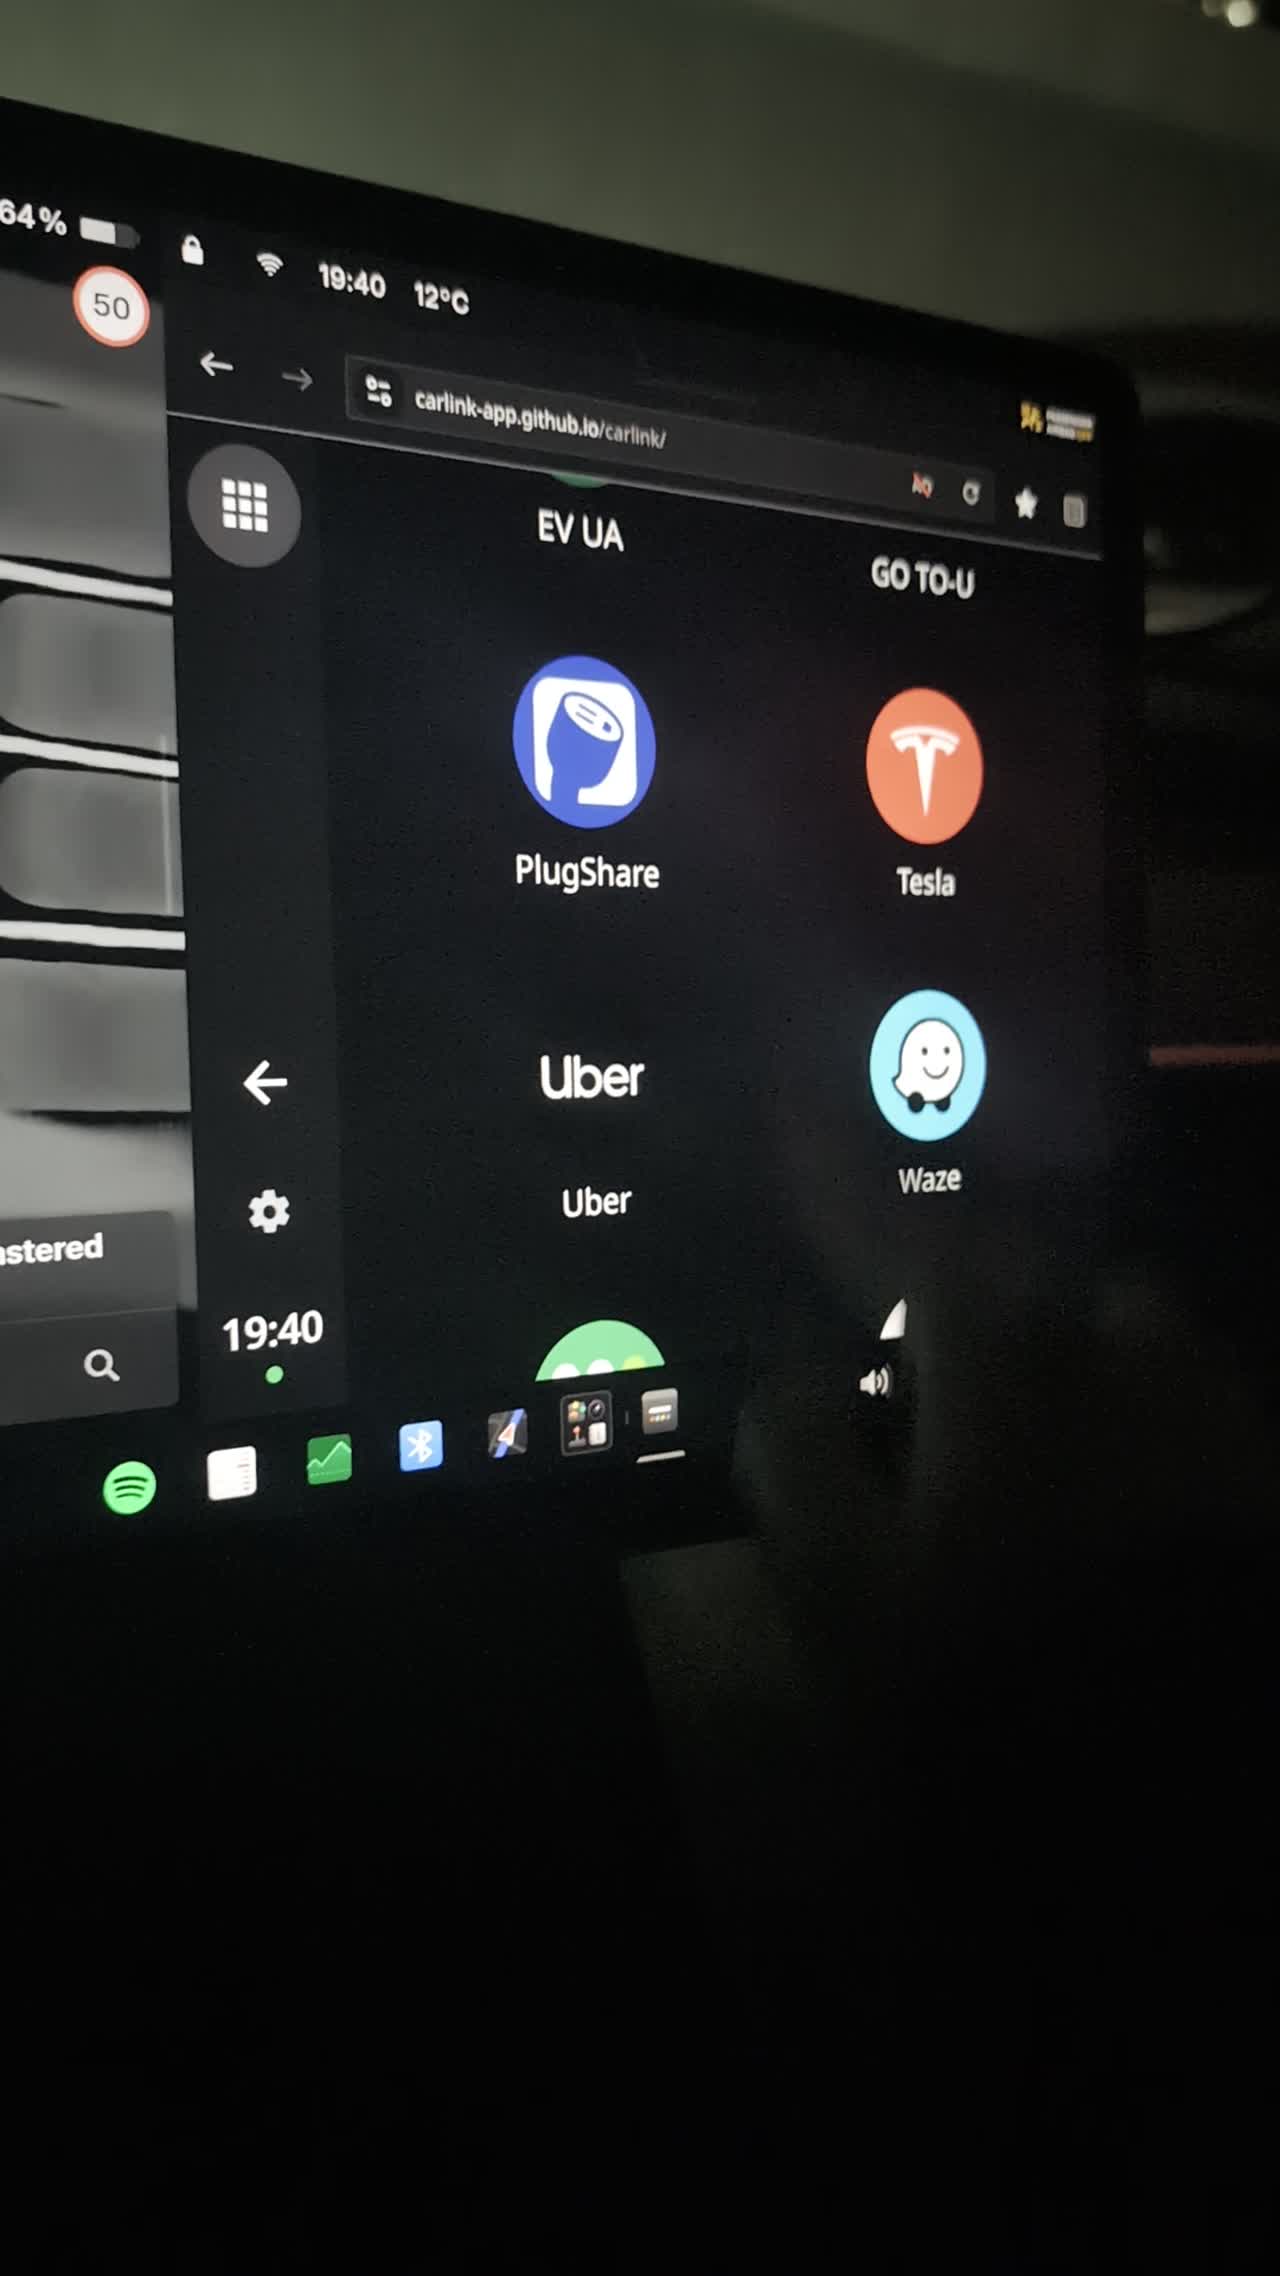 64%
50
19:40
12°C
carlink-app.github.io/carlink/
EV UA
GO TO-U
PlugShare
Tesla
Uber
Uber
Waze
astered
19:40